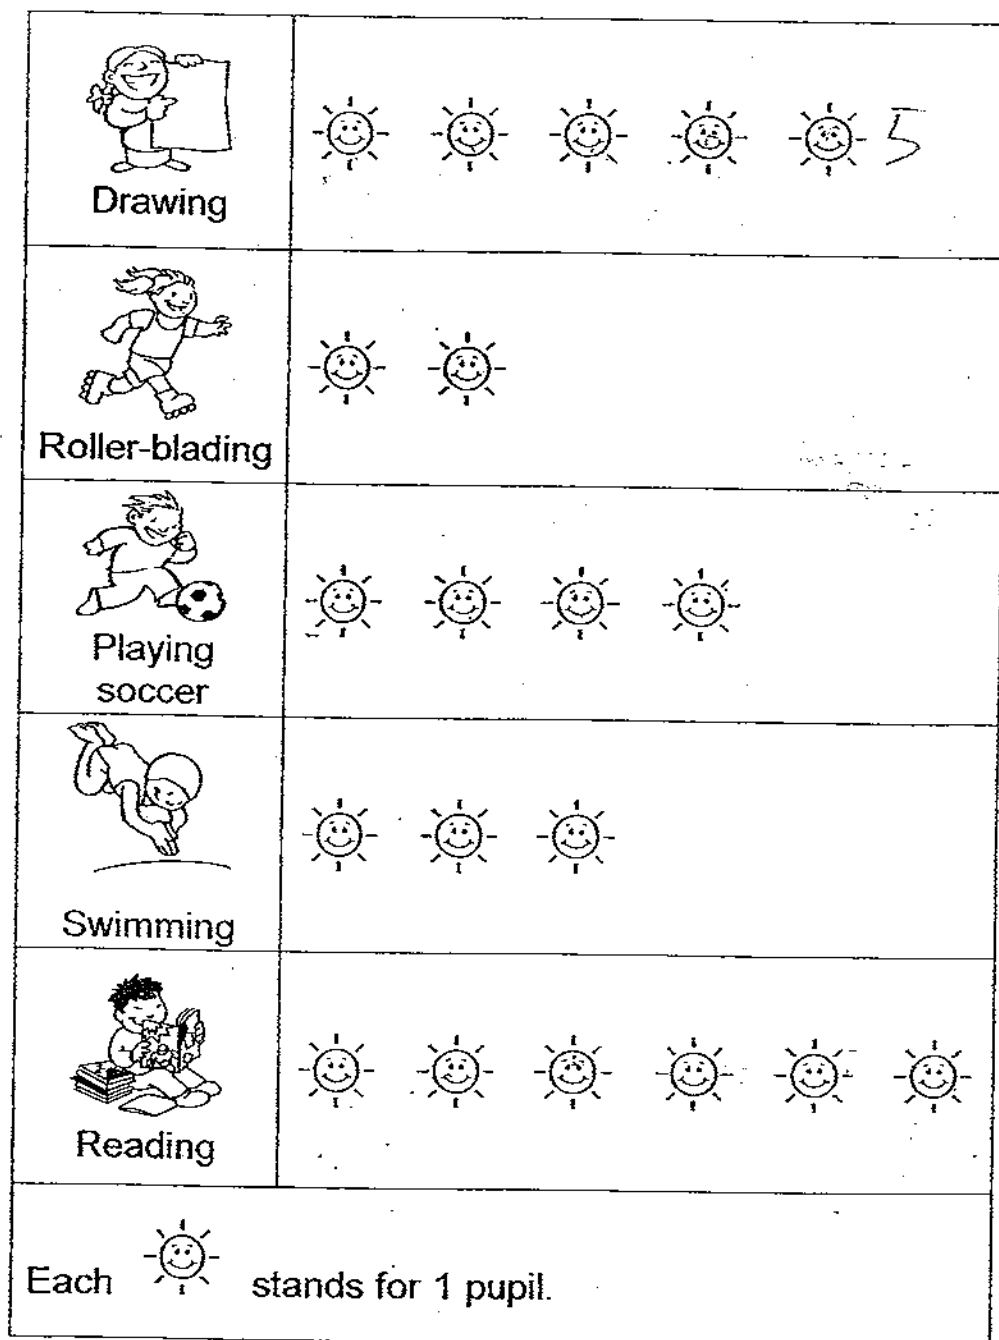 Drawing
5
Roller-blading
Playing
soccer
Swimming
Reading
Each stands for 1 pupil.